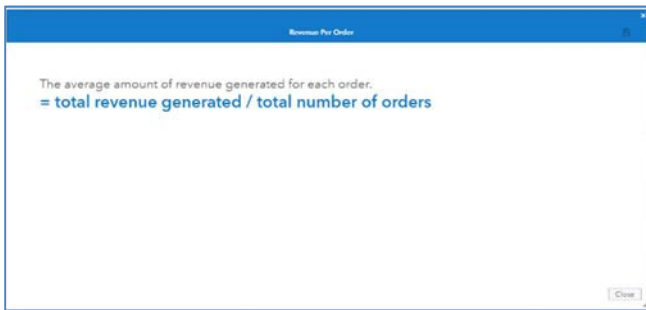 Revenue Per Order
The average amount of revenue generated for each order.
= total revenue generated / total number of orders
Close